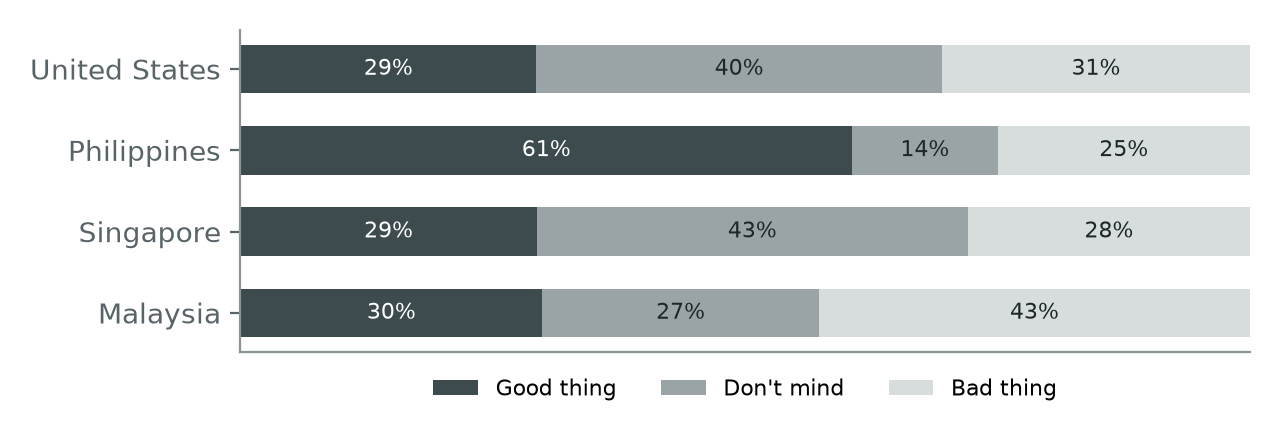 United States 29% 40% 31%
Philippines 61% 14% 25%
Singapore 29% 43% 28%
Malaysia 30% 27% 43%
Good thing Don't mind Bad thing